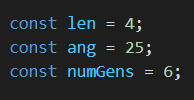 const len = 4;
const ang = 25;
const numGens = 6;